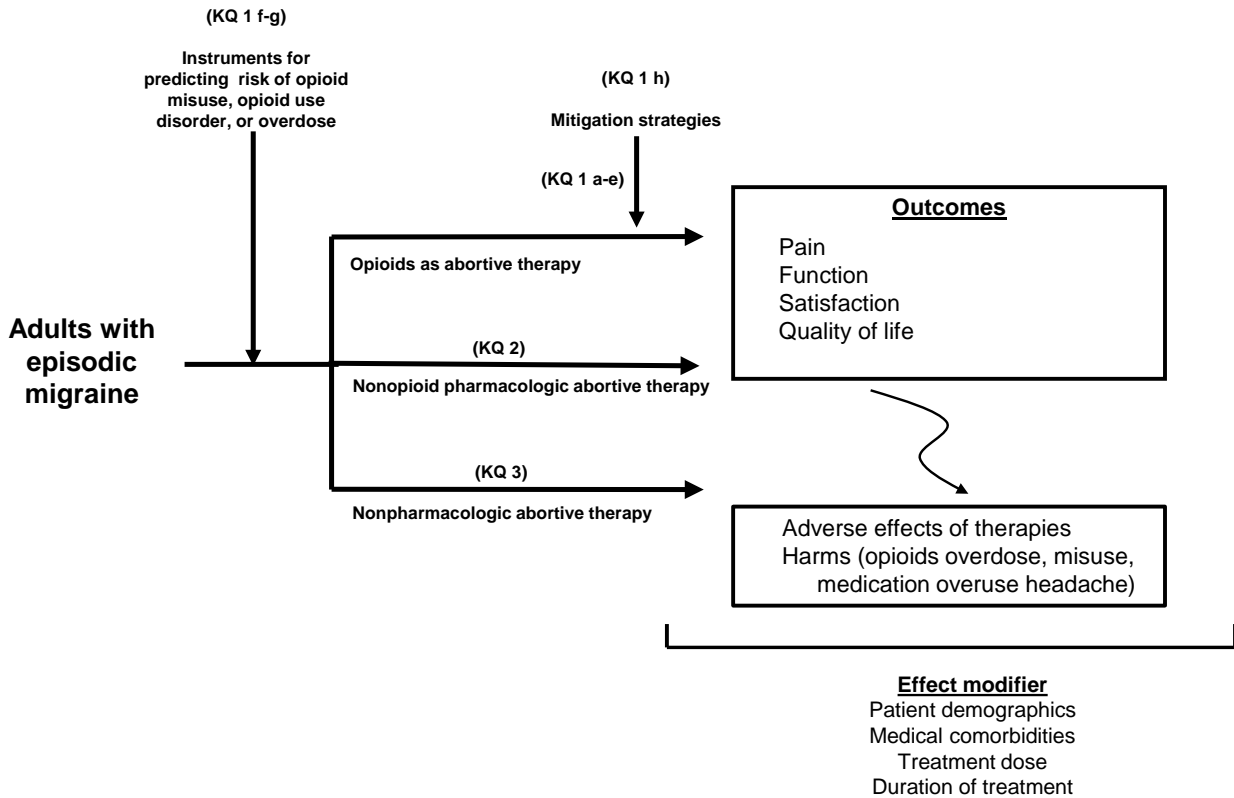 (KQ 1 f-g)
Instruments for
predicting risk of opioid
misuse, opioid use
disorder, or overdose
(KQ 1 h)
Mitigation strategies
(KQ 1 a-e)
Opioids as abortive therapy
Adults with
episodic
migraine
(KQ 2)
Nonopioid pharmacologic abortive therapy
(KQ 3)
Nonpharmacologic abortive therapy
Outcomes
Pain
Function
Satisfaction
Quality of life
Adverse effects of therapies
Harms (opioids overdose, misuse,
medication overuse headache)
Effect modifier
Patient demographics
Medical comorbidities
Treatment dose
Duration of treatment